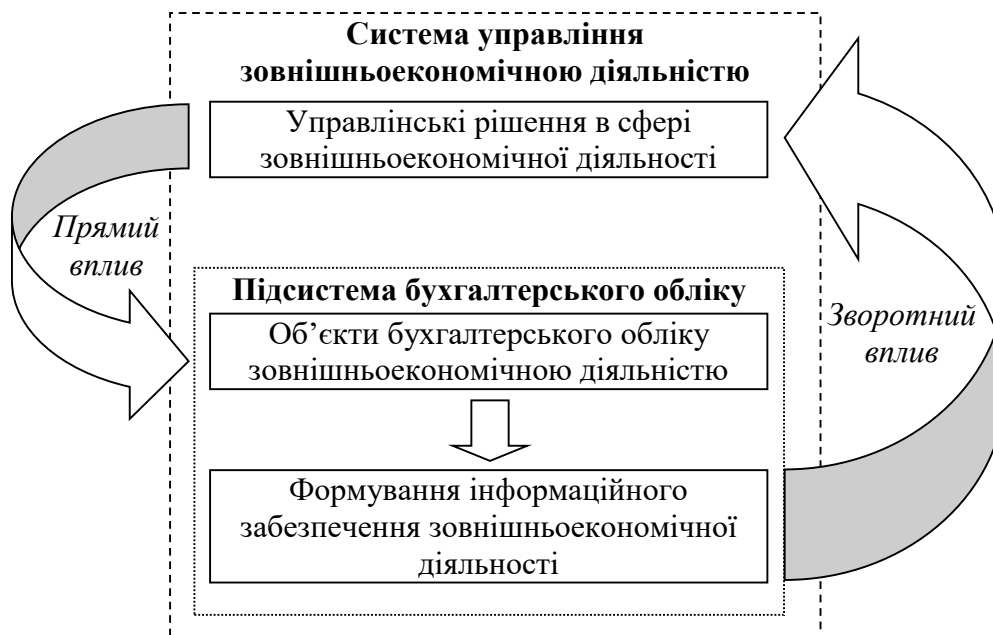 Система управління
зовнішньоекономічною діяльністю
Управлінські рішення в сфері
зовнішньоекономічної діяльності
Прямий
вплив
Підсистема бухгалтерського обліку
Об’єкти бухгалтерського обліку
зовнішньоекономічною діяльністю
Зворотний
вплив
Формування інформаційного
забезпечення зовнішньоекономічної
діяльності